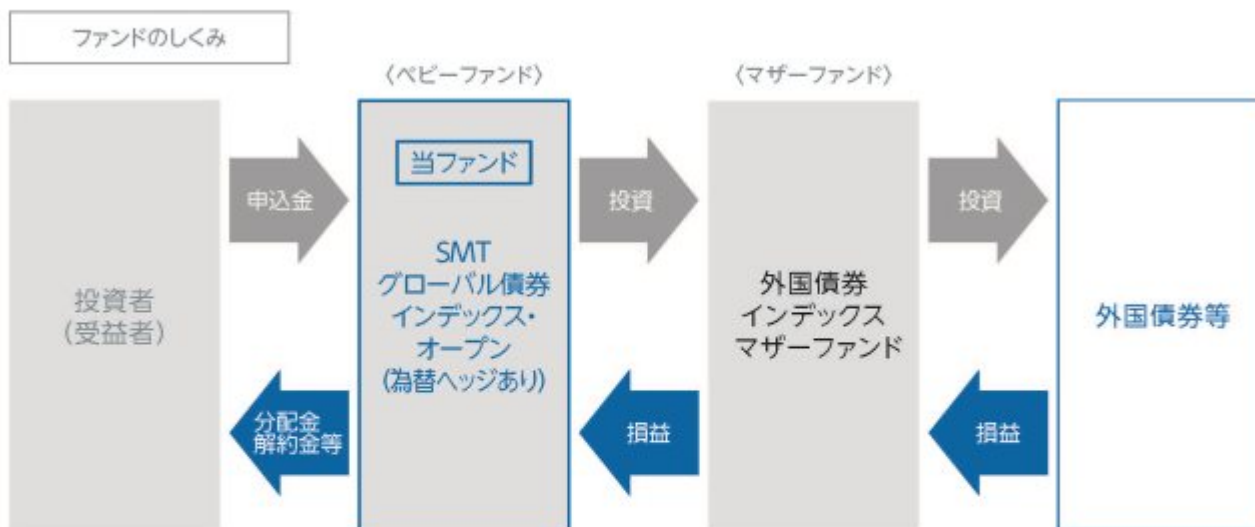 ファンドのしくみ
〈ベビーファンド〉
〈マザーファンド〉
投資者
(受益者)
申込金
分配金
解約金等
当ファンド
SMT
グローバル債券
インデックス・
オープン
(為替ヘッジあり)
投資
損益
外国債券
インデックス
マザーファンド
投資
損益
外国債券等